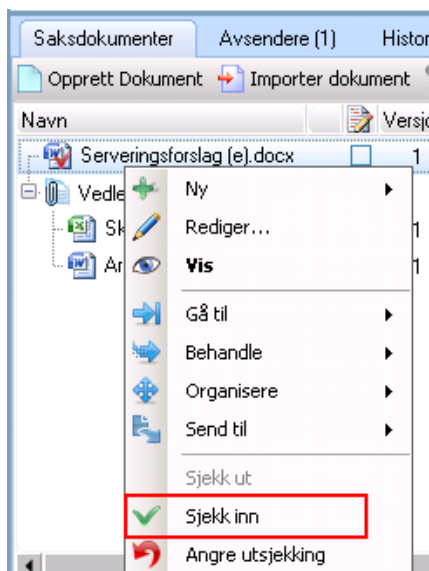 Saksdokumenter Avsendere (1) Histor
Opprett Dokument Importer dokument
Navn Versjo
Serveringsforslag (e).docx 1
Vedle
Sk 1
Ar 1
Ny
Rediger...
Vis
Gå til
Behandle
Organisere
Send til
Sjekk ut
Sjekk inn
Angre utsjekking